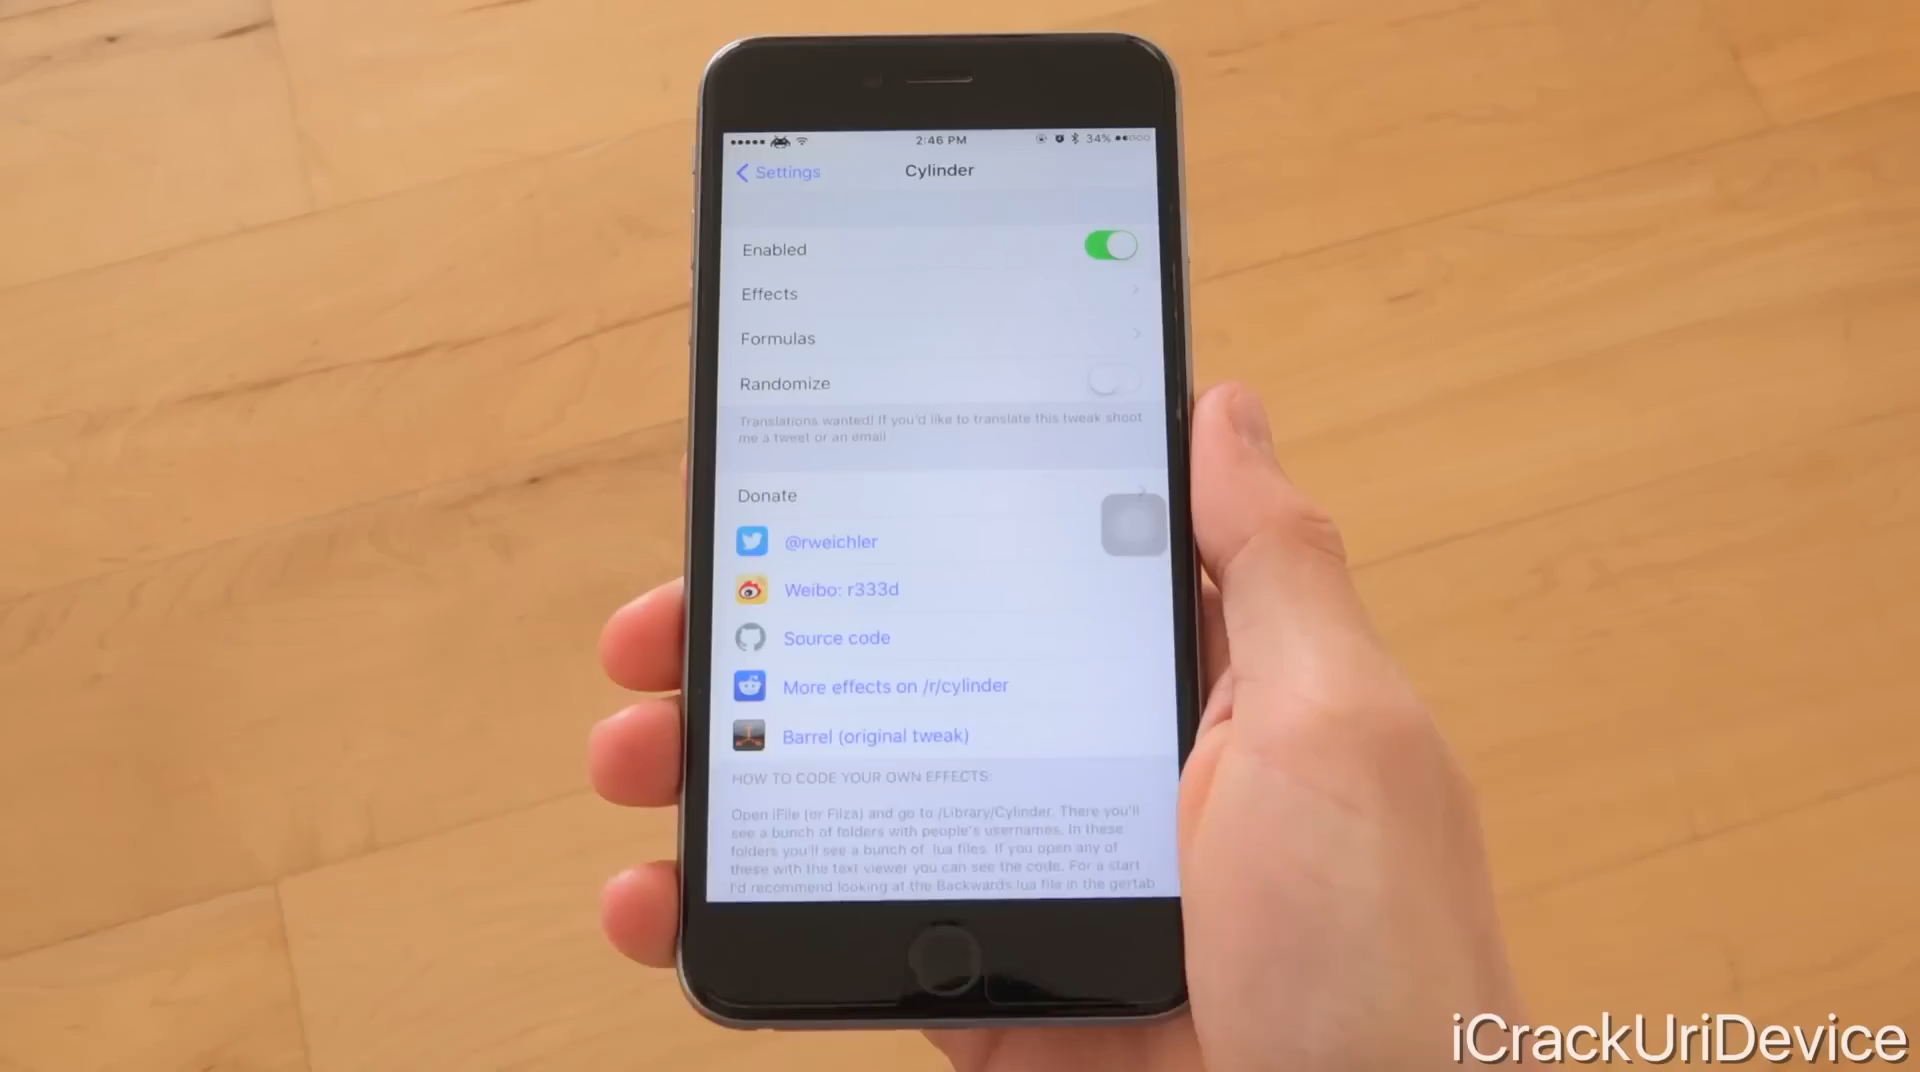 2:46 PM
34%
Settings
Cylinder
Enabled
Effects
Formulas
Randomize
Translations wanted! If you'd like to translate this tweak shoot
me a tweet or an email
Donate
@rweichler
Weibo: r333d
Source code
More effects on /r/cylinder
Barrel (original tweak)
HOW TO CODE YOUR OWN EFFECTS:
Open iFile (or Filza) and go to /Library/Cylinder. There you'll
see a bunch of folders with people's usernames. In these
folders you'll see a bunch of .lua files. If you open any of
these with the text viewer you can see the code. For a start
I'd recommend looking at the Backwards.lua file in the gertab
iCrackUriDevice